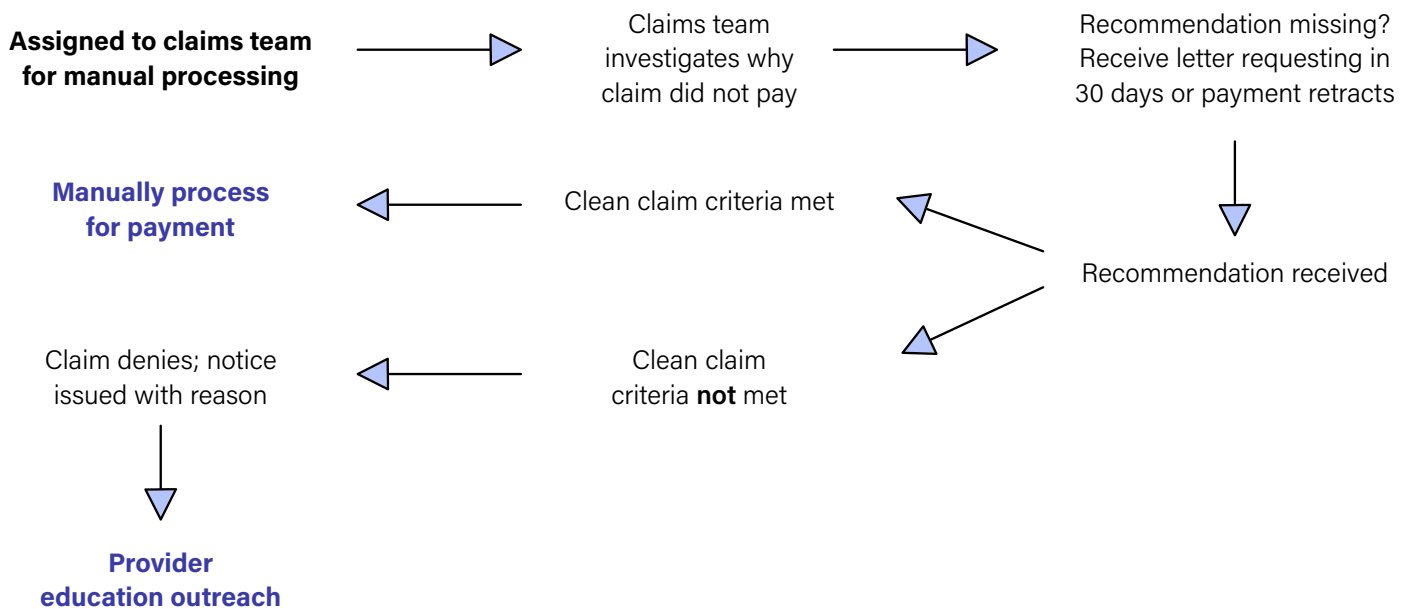 Assigned to claims team
for manual processing
Claims team
investigates why
claim did not pay
Recommendation missing?
Receive letter requesting in
30 days or payment retracts
Recommendation received
Clean claim criteria met
Manually process
for payment
Clean claim
criteria not met
Claim denies; notice
issued with reason
Provider
education outreach